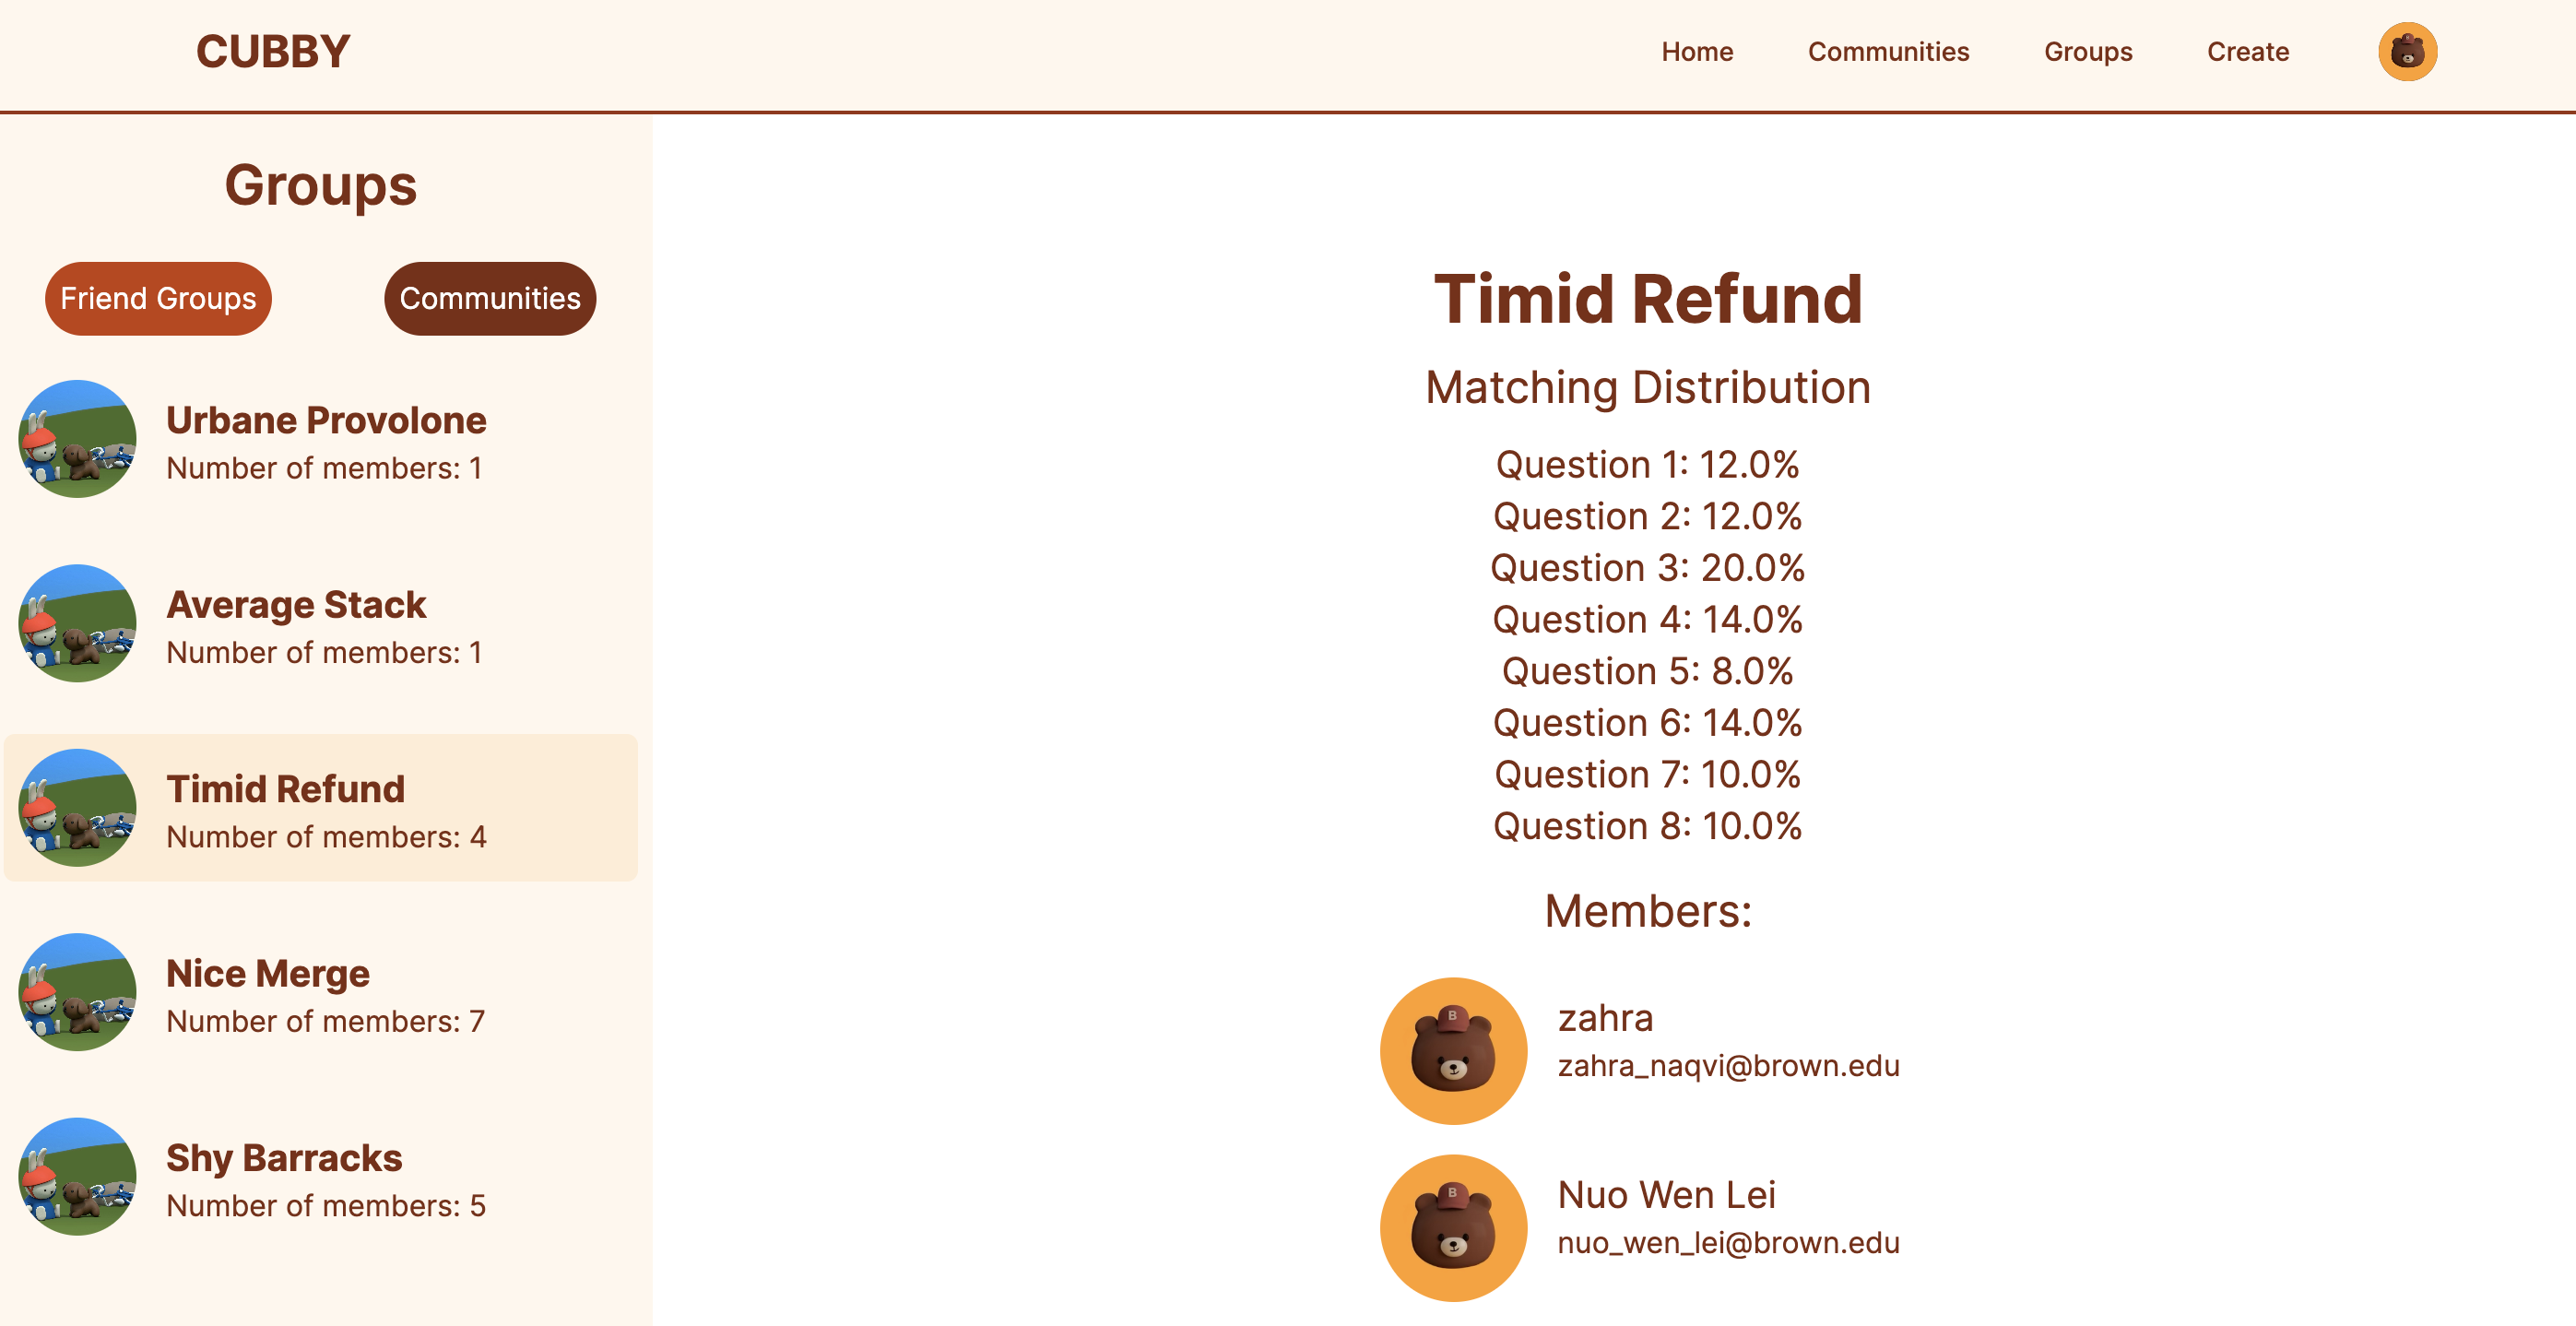 CUBBY
Home
Communities
Groups
Create
Groups
Friend Groups
Communities
Urbane Provolone
Number of members: 1
Average Stack
Number of members: 1
Timid Refund
Number of members: 4
Nice Merge
Number of members: 7
Shy Barracks
Number of members: 5
Timid Refund
Matching Distribution
Question 1: 12.0%
Question 2: 12.0%
Question 3: 20.0%
Question 4: 14.0%
Question 5: 8.0%
Question 6: 14.0%
Question 7: 10.0%
Question 8: 10.0%
Members:
B
zahra
zahra_naqvi@brown.edu
B
Nuo Wen Lei
nuo_wen_lei@brown.edu